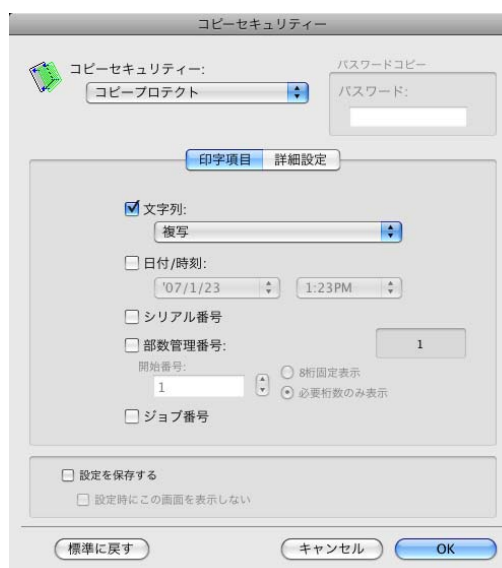 コピーセキュリティー
コピーセキュリティー:
コピープロテクト
パスワードコピー
パスワード:
印字項目 詳細設定
文字列:
複写
日付/時刻:
'07/1/23 1:23PM
シリアル番号
部数管理番号: 1
開始番号:
1
8桁固定表示
必要桁数のみ表示
ジョブ番号
設定を保存する
設定時にこの画面を表示しない
標準に戻す キャンセル OK